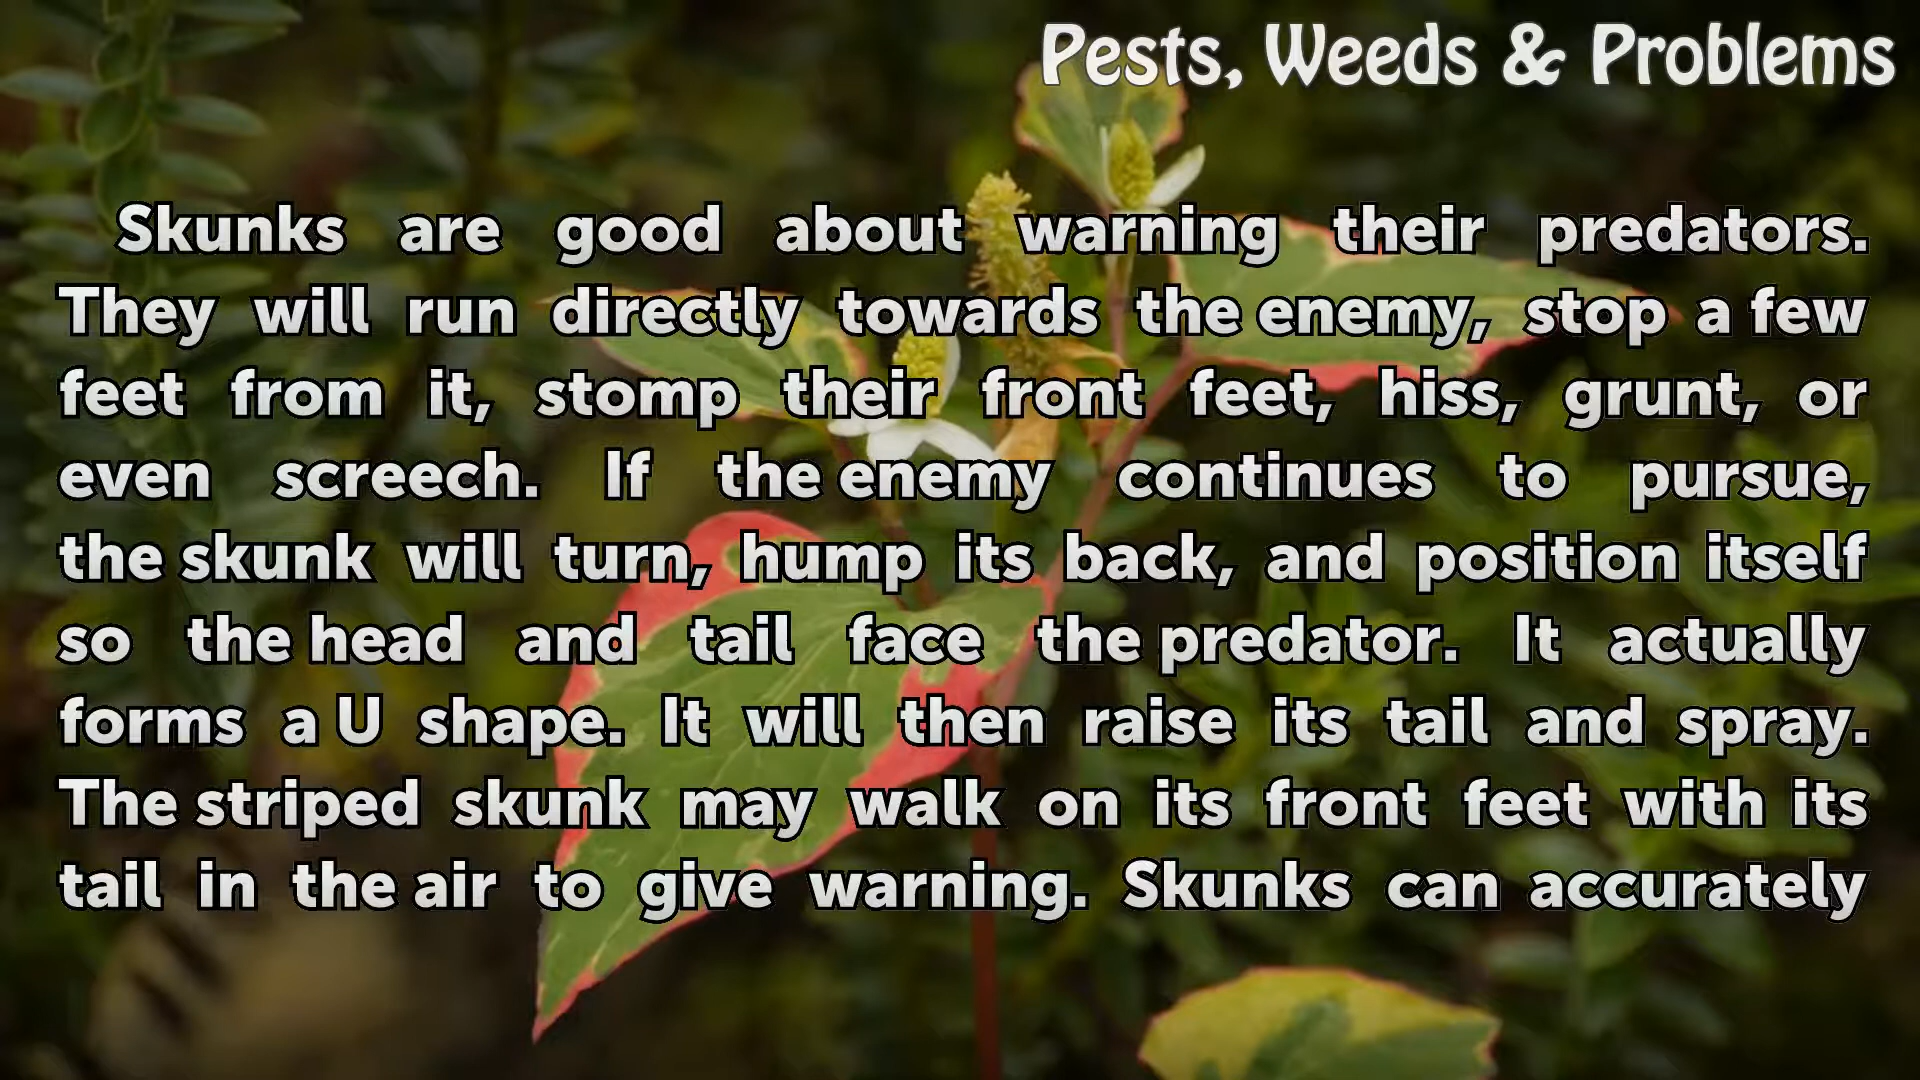 Pests, Weeds & Problems
Skunks are good about warning their predators.
They will run directly towards the enemy, stop a few
feet from it, stomp their front feet, hiss, grunt, or
even screech. If the enemy continues to pursue,
the skunk will turn, hump its back, and position itself
so the head and tail face the predator. It actually
forms a U shape. It will then raise its tail and spray.
The striped skunk may walk on its front feet with its
tail in the air to give warning. Skunks can accurately